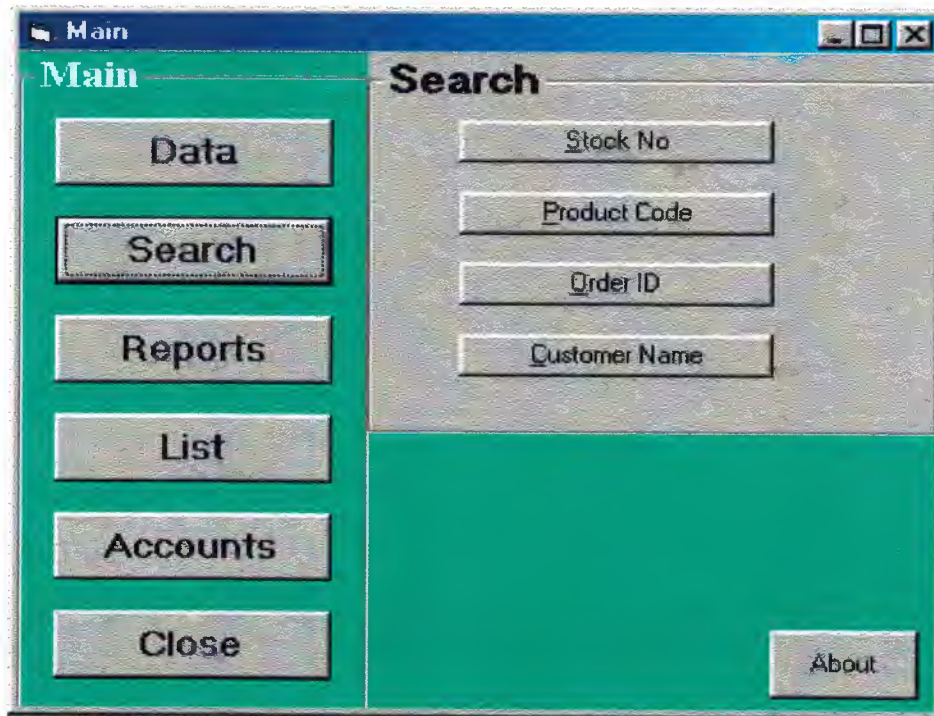 Main
Main
Data
Search
Reports
List
Accounts
Close
Search
Stock No
Product Code
Order ID
Customer Name
About